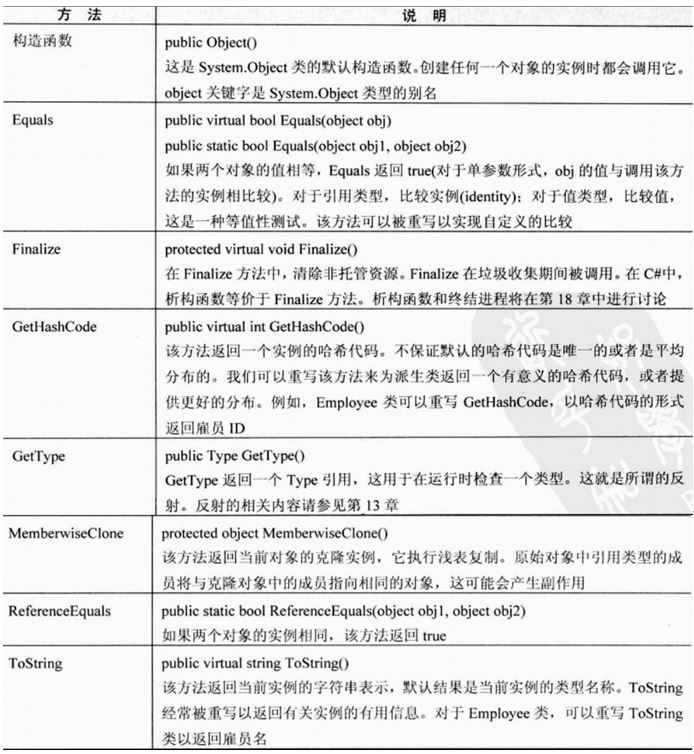 方 法 说 明
构造函数 public Object()
这是 System.Object 类的默认构造函数。创建任何一个对象的实例时都会调用它。
object 关键字是 System.Object 类型的别名
Equals public virtual bool Equals(object obj)
public static bool Equals(object obj1, object obj2)
如果两个对象的值相等，Equals 返回 true(对于单参数形式，obj 的值与调用该方
法的实例相比较)。对于引用类型，比较实例(identity)；对于值类型，比较值，
这是一种等值性测试。该方法可以被重写以实现自定义的比较
Finalize protected virtual void Finalize()
在 Finalize 方法中，清除非托管资源。Finalize 在垃圾收集期间被调用。在 C#中，
析构函数等价于 Finalize 方法。析构函数和终结进程将在第 18 章中进行讨论
GetHashCode public virtual int GetHashCode()
该方法返回一个实例的哈希代码。不保证默认的哈希代码是唯一的或者是平均
分布的。我们可以重写该方法来为派生类返回一个有意义的哈希代码，或者提
供更好的分布。例如，Employee 类可以重写 GetHashCode，以哈希代码的形式
返回雇员 ID
GetType public Type GetType()
GetType 返回一个 Type 引用，这用于在运行时检查一个类型。这就是所谓的反
射。反射的相关内容请参见第 13 章
MemberwiseClone protected object MemberwiseClone()
该方法返回当前对象的克隆实例，它执行浅表复制。原始对象中引用类型的成
员将与克隆对象中的成员指向相同的对象，这可能会产生副作用
ReferenceEquals public static bool ReferenceEquals(object obj1, object obj2)
如果两个对象的实例相同，该方法返回 true
ToString public virtual string ToString()
该方法返回当前实例的字符串表示，默认结果是当前实例的类型名称。ToString
经常被重写以返回有关实例的有用信息。对于 Employee 类，可以重写 ToString
类以返回雇员名